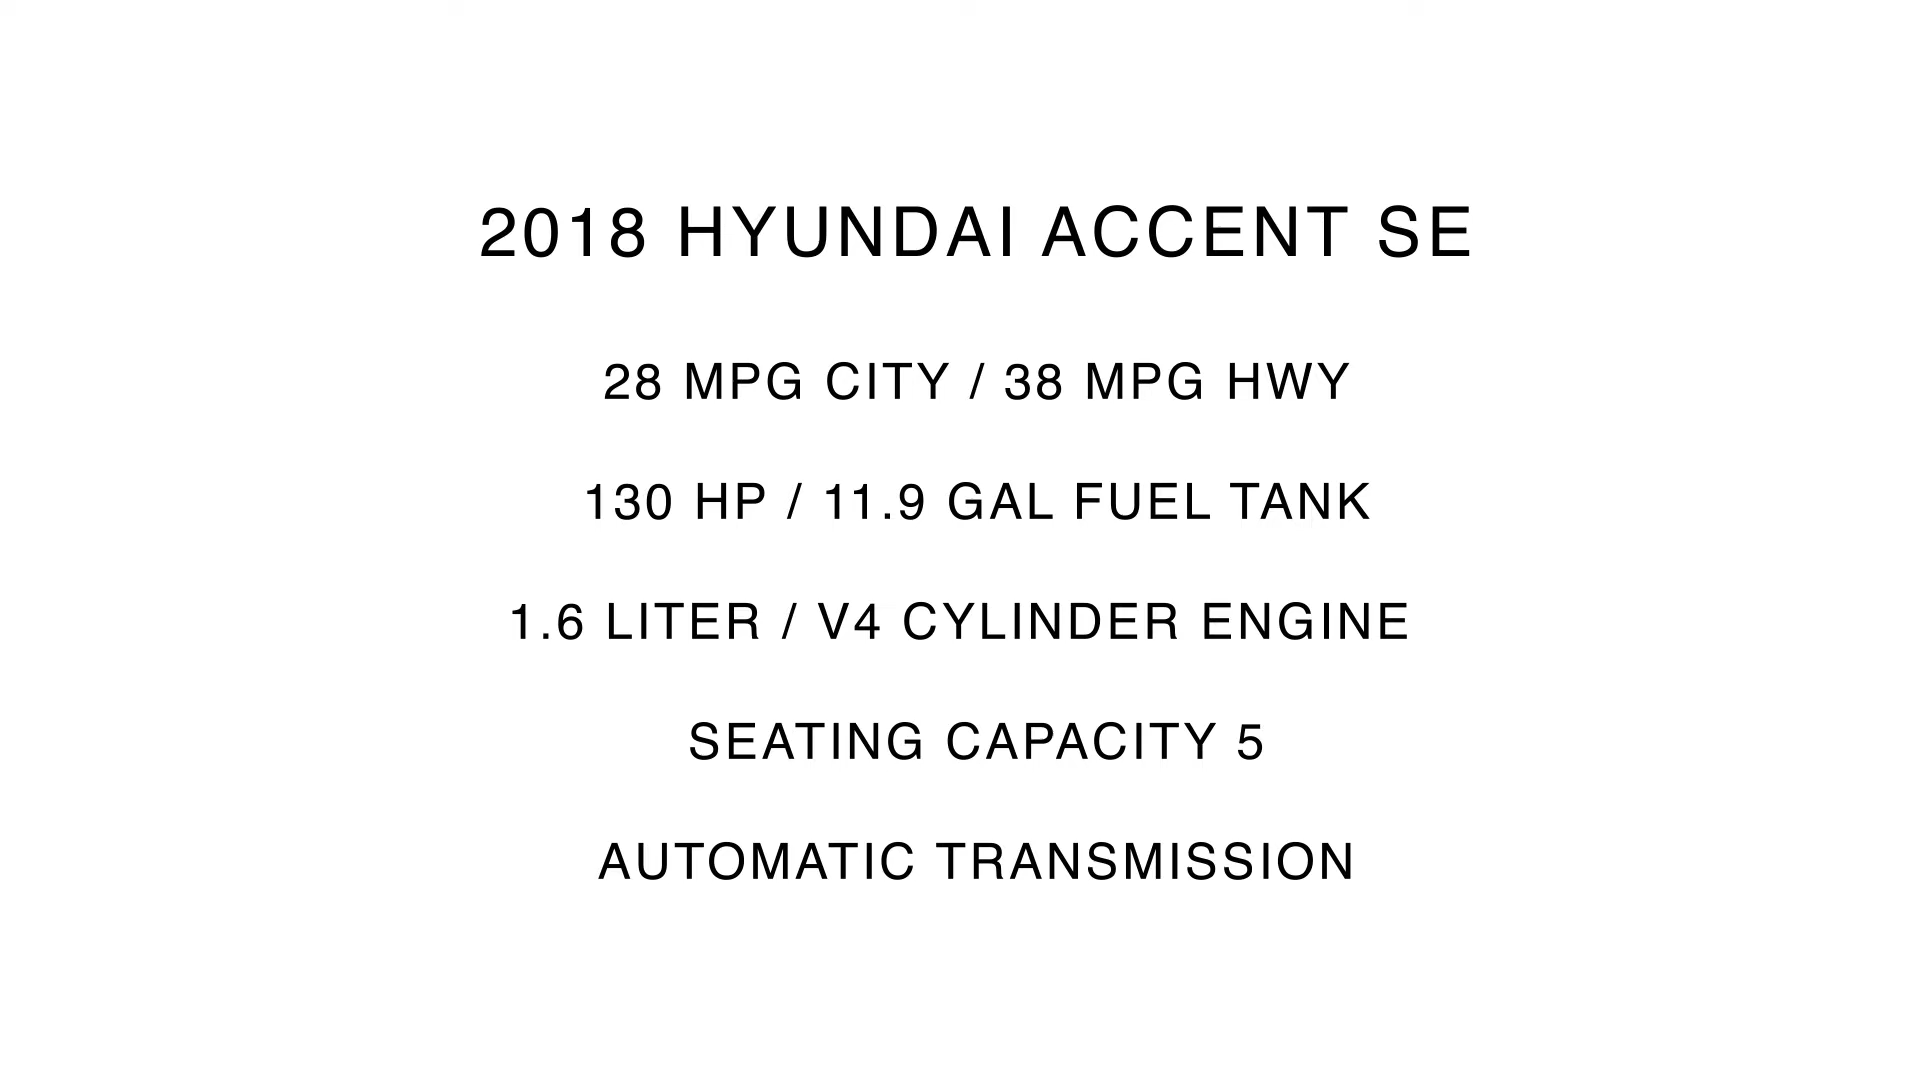 2018 HYUNDAI ACCENT SE
28 MPG CITY / 38 MPG HWY
130 HP / 11.9 GAL FUEL TANK
1.6 LITER / V4 CYLINDER ENGINE
SEATING CAPACITY 5
AUTOMATIC TRANSMISSION